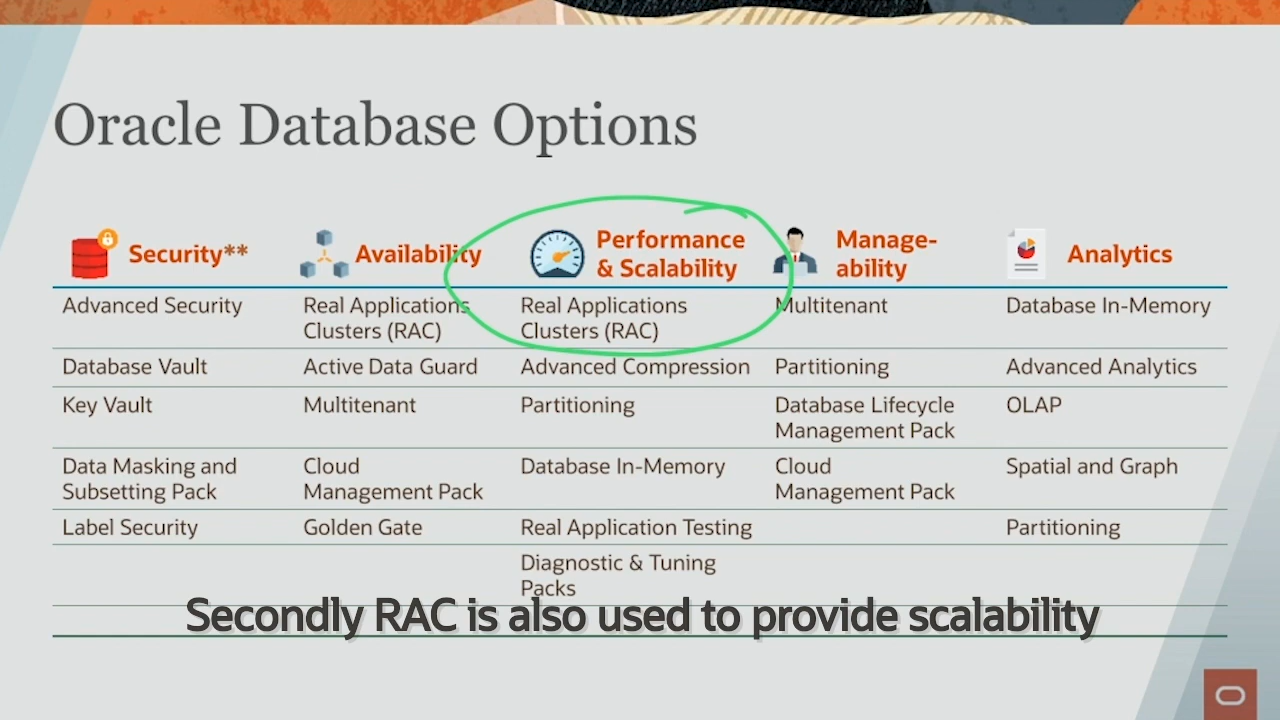 Oracle Database Options
Security**
Availability
Performance
& Scalability
Manage-
ability
Analytics
Advanced Security
Real Applications
Clusters (RAC)
Real Applications
Clusters (RAC)
Multitenant
Database In-Memory
Database Vault
Active Data Guard
Advanced Compression
Partitioning
Advanced Analytics
Key Vault
Multitenant
Partitioning
Database Lifecycle
Management Pack
OLAP
Data Masking and
Subsetting Pack
Cloud
Management Pack
Database In-Memory
Cloud
Management Pack
Spatial and Graph
Label Security
Golden Gate
Real Application Testing
Partitioning
Diagnostic & Tuning
Packs
Secondly RAC is also used to provide scalability